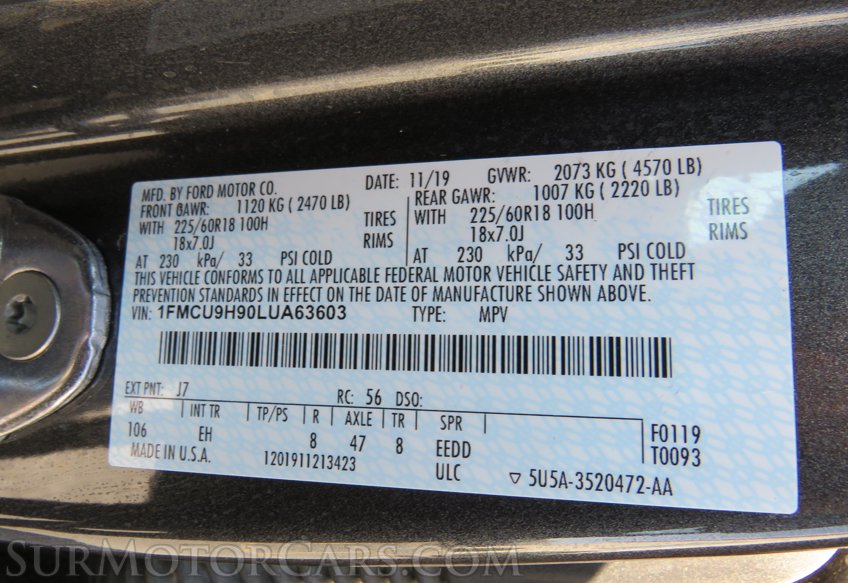 MFD. BY FORD MOTOR CO. DATE: 11/19 GVWR: 2073 KG ( 4570 LB)
FRONT GAWR: 1120 KG ( 2470 LB) REAR GAWR: 1007 KG ( 2220 LB)
WITH 225/60R18 100H TIRES WITH 225/60R18 100H TIRES
18x7.0J RIMS 18x7.0J RIMS
AT 230 kPa/ 33 PSI COLD AT 230 kPa/ 33 PSI COLD
THIS VEHICLE CONFORMS TO ALL APPLICABLE FEDERAL MOTOR VEHICLE SAFETY AND THEFT
PREVENTION STANDARDS IN EFFECT ON THE DATE OF MANUFACTURE SHOWN ABOVE.
VIN: 1FMCU9H90LUA63603 TYPE: MPV
EXT PNT: J7 RC: 56 DSO:
WB INT TR TP/PS R AXLE TR SPR
106 EH 8 47 8 EEDD F0119
MADE IN U.S.A. 1201911213423 ULC T0093
▽ 5U5A-3520472-AA
SURMOTORCARS.COM